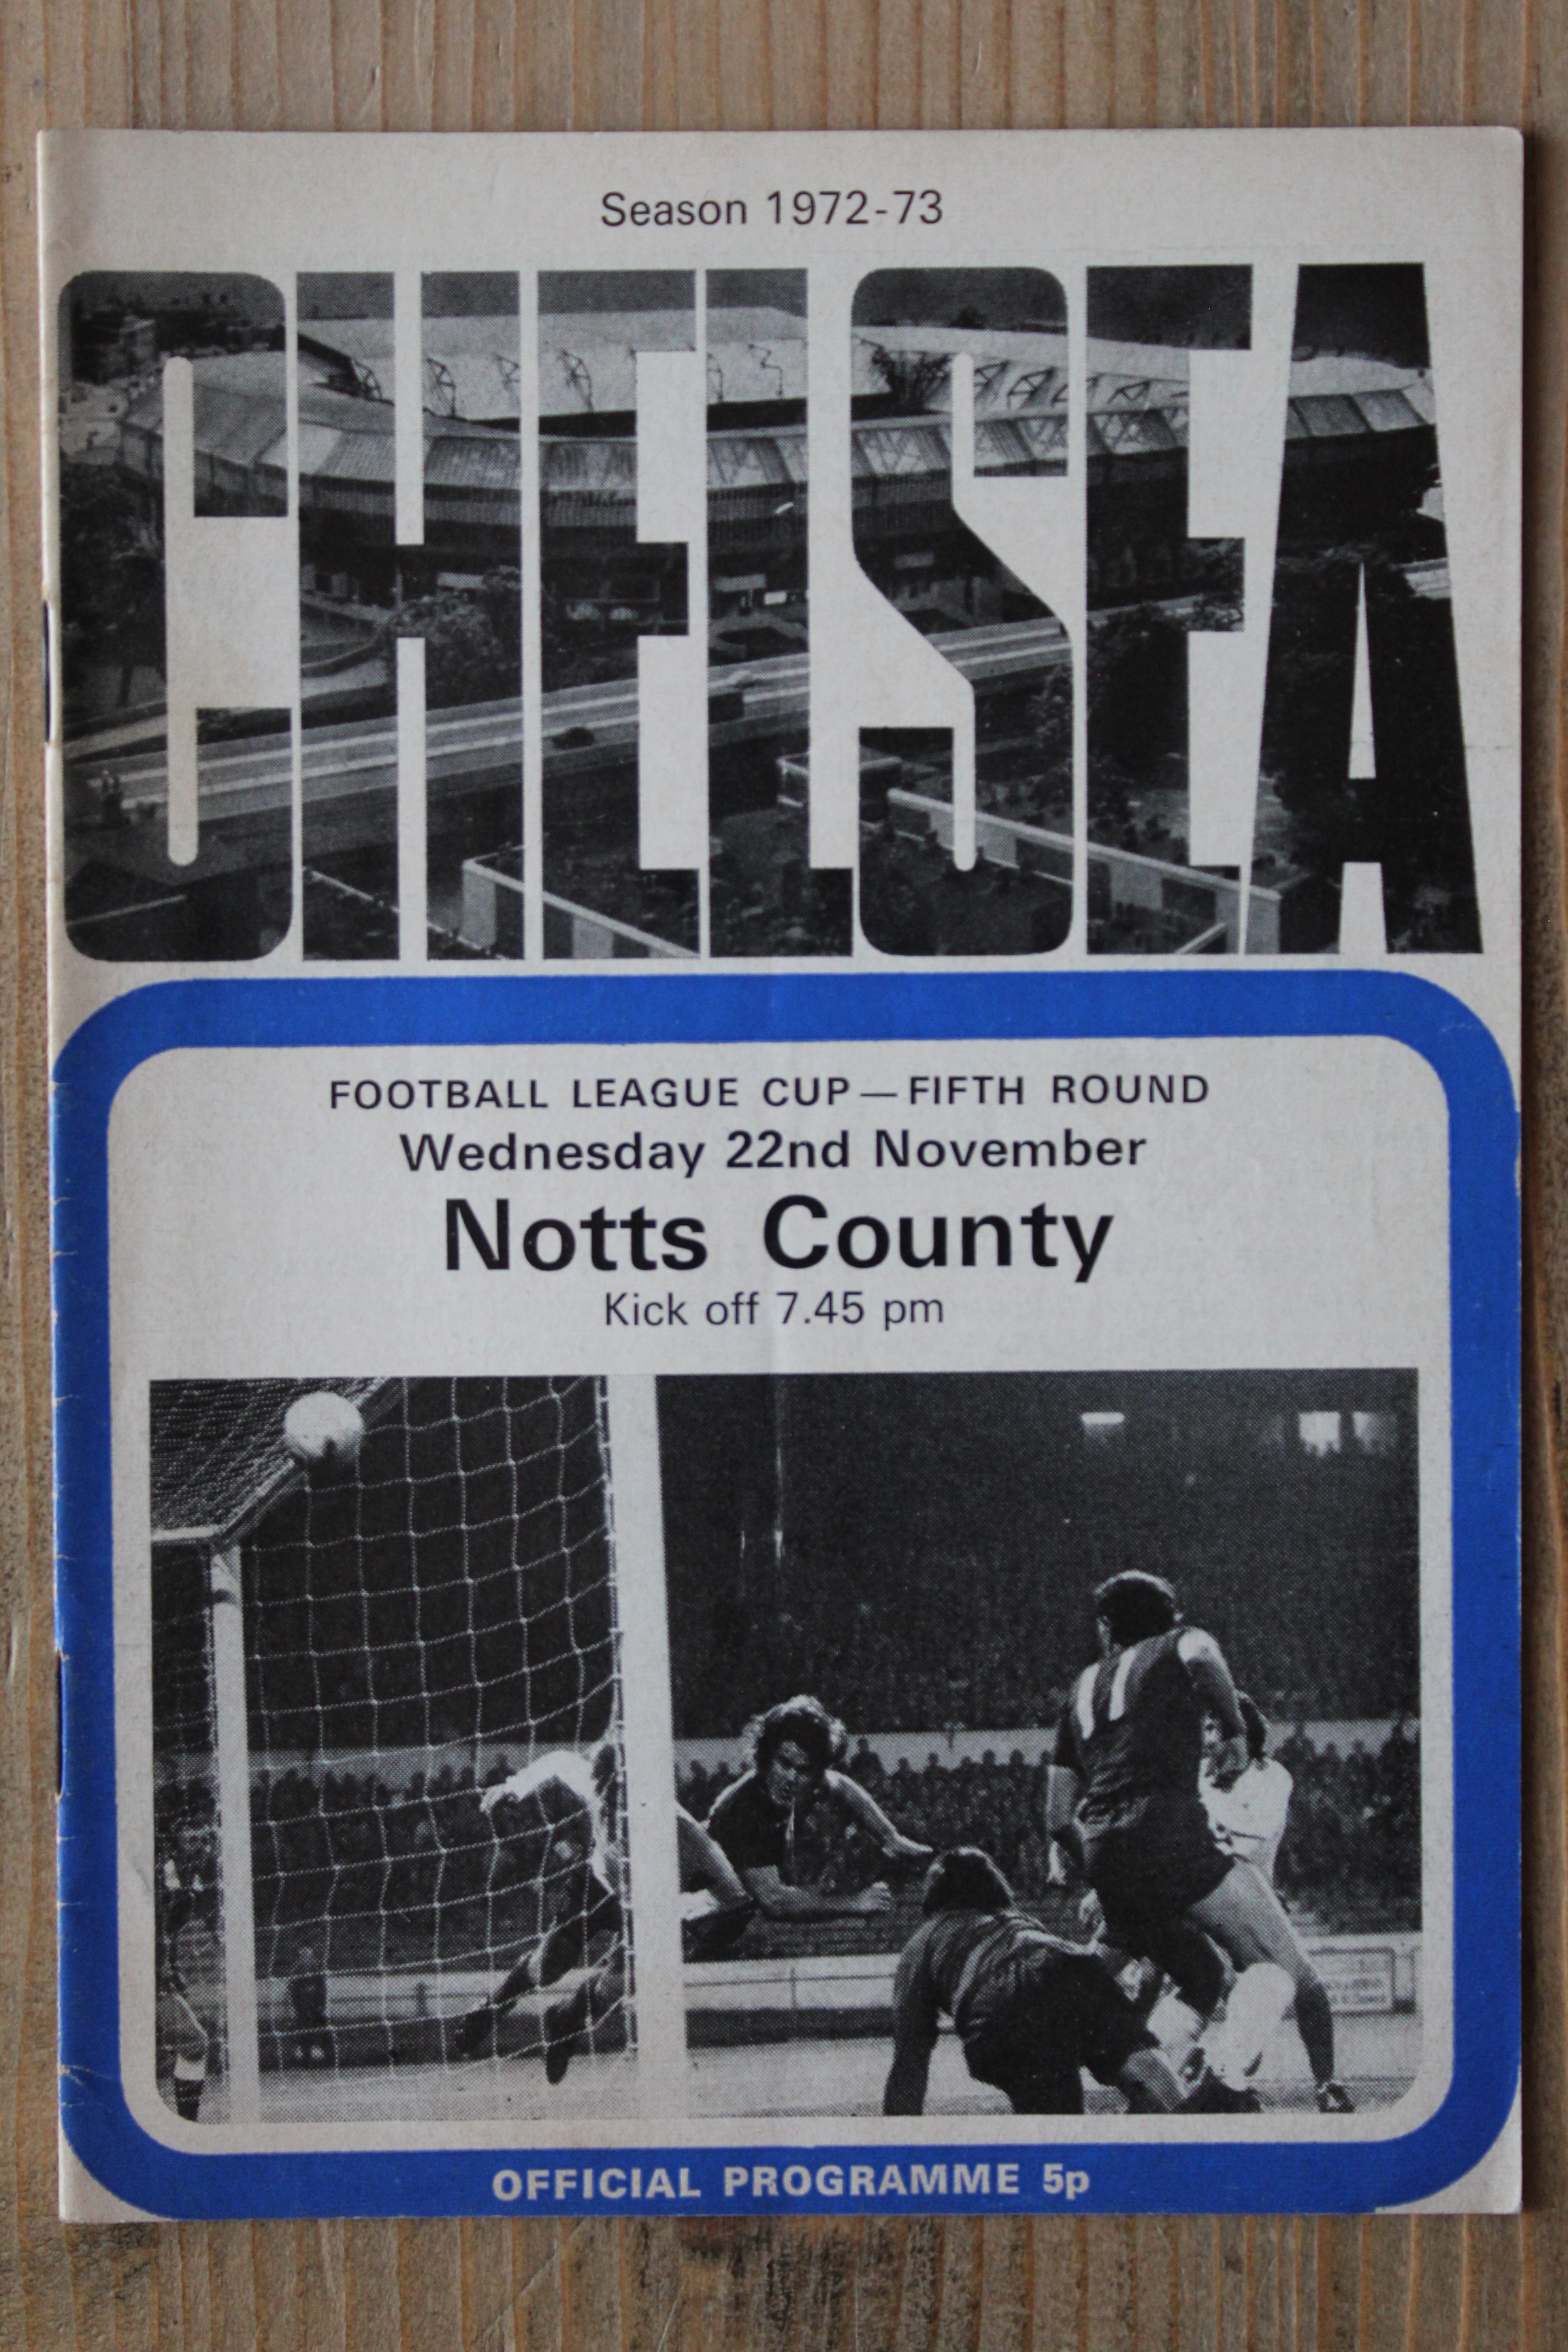 Season 1972-73
CHELSEA
FOOTBALL LEAGUE CUP — FIFTH ROUND
Wednesday 22nd November
Notts County
Kick off 7.45 pm
11
OFFICIAL PROGRAMME 5p